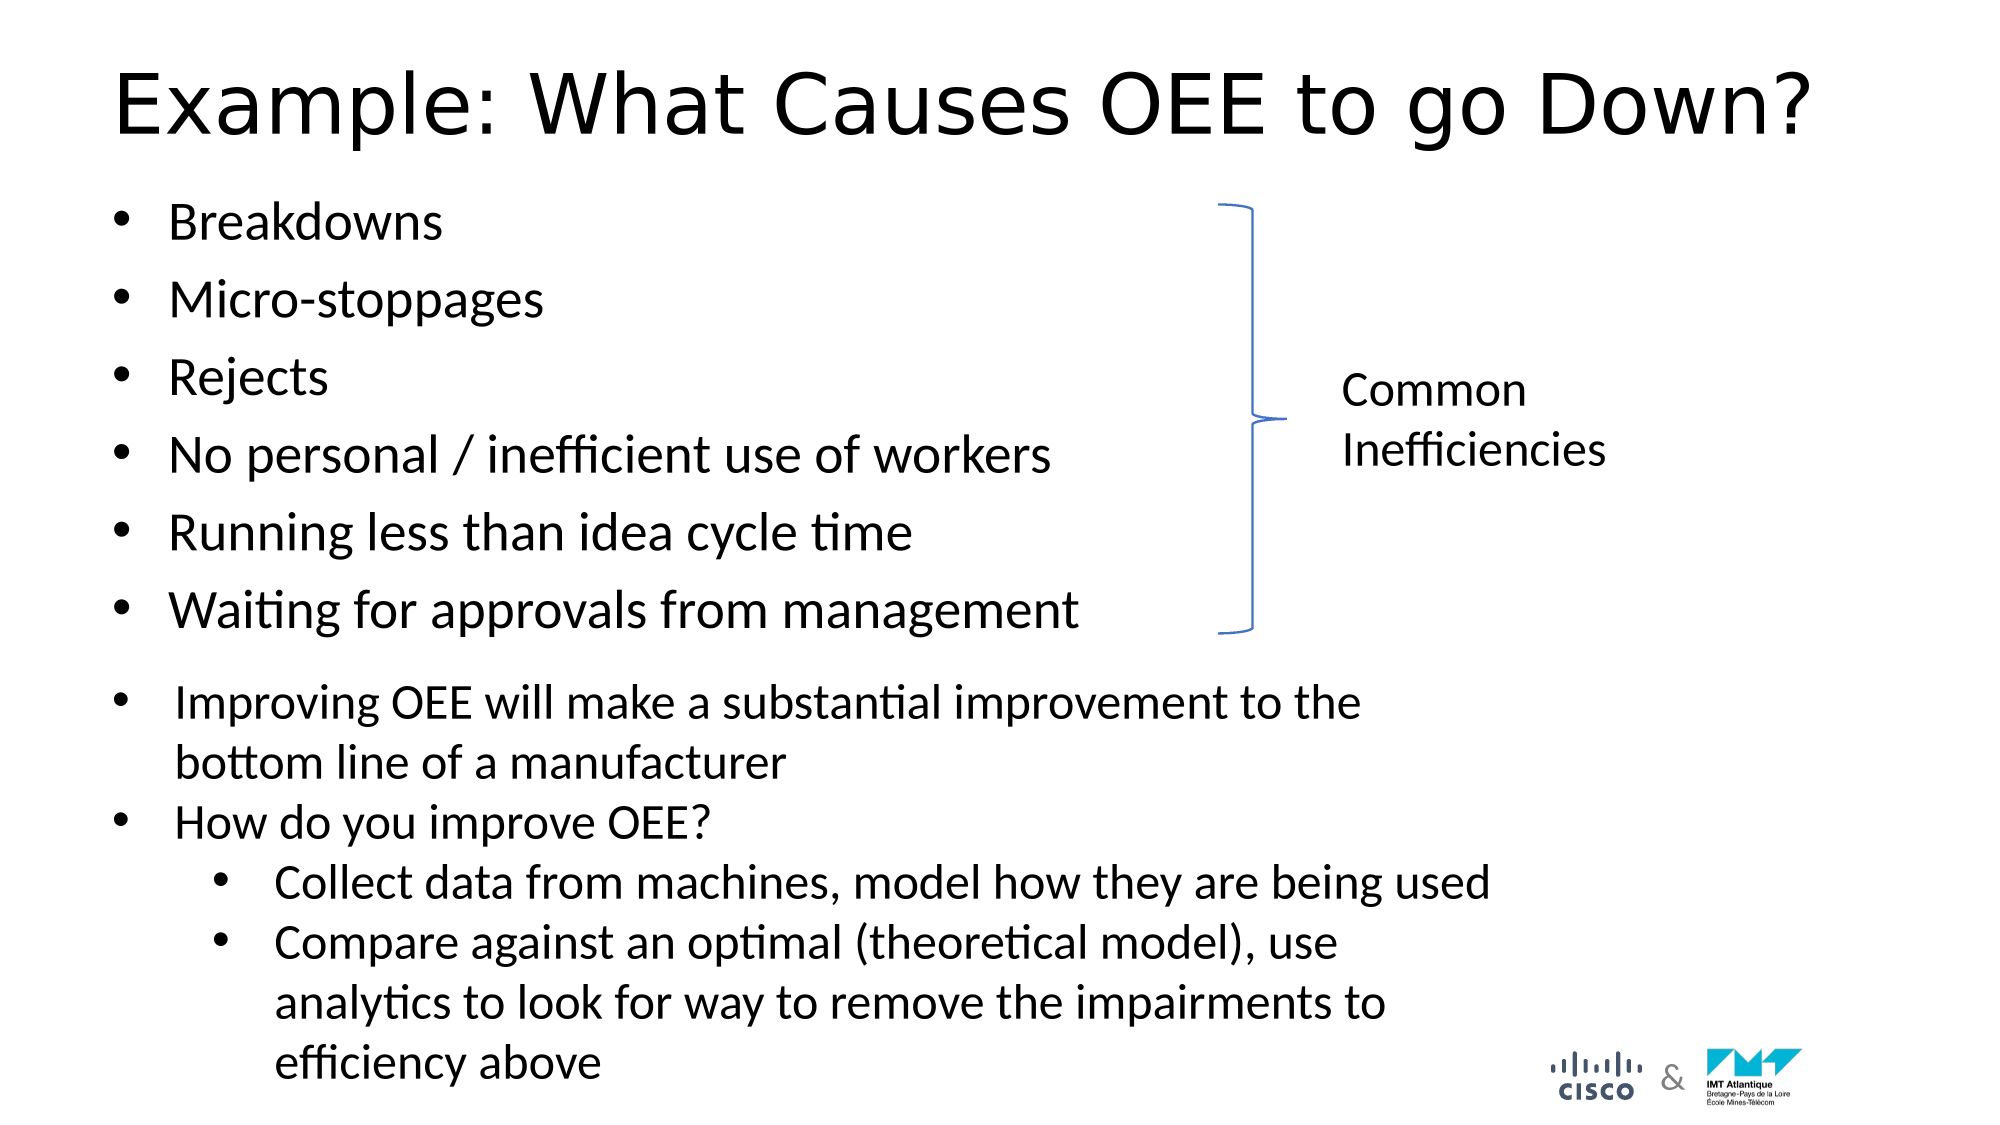 Example: What Causes OEE to go Down?
• Breakdowns
• Micro-stoppages
• Rejects
• No personal / inefficient use of workers
• Running less than idea cycle time
• Waiting for approvals from management
Common
Inefficiencies
• Improving OEE will make a substantial improvement to the
bottom line of a manufacturer
• How do you improve OEE?
• Collect data from machines, model how they are being used
• Compare against an optimal (theoretical model), use
analytics to look for way to remove the impairments to
efficiency above
CISCO & IMT
IMT Atlantique
Bretagne-Pays de la Loire
École Mines-Télécom